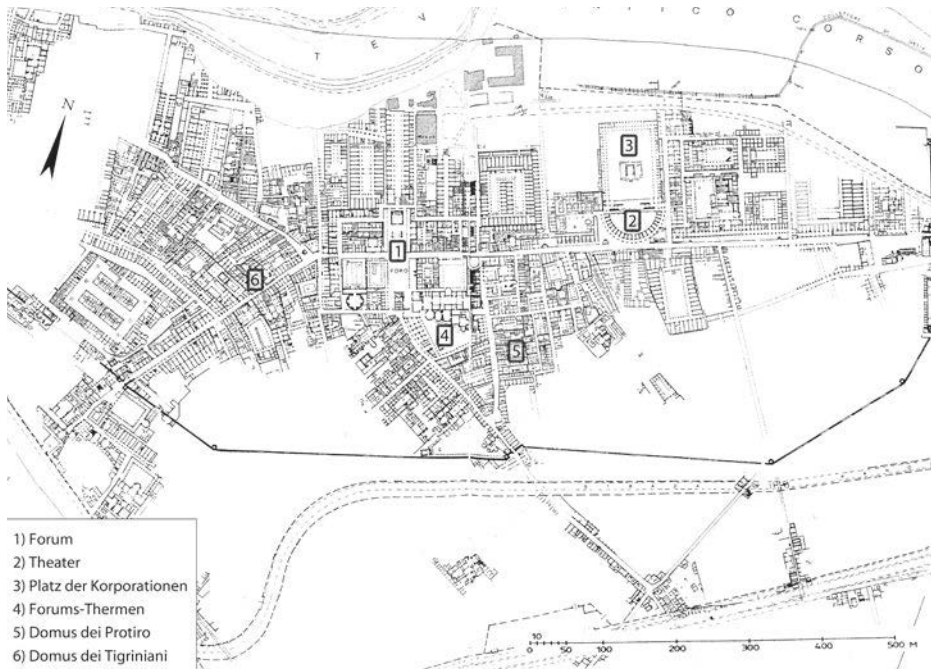 T E V
I C O C O R S O
N
3
2
1
FORO
6
4
5
1) Forum
2) Theater
3) Platz der Korporationen
4) Forums-Thermen
5) Domus dei Protiro
6) Domus dei Tigriniani
10 0 100 200 300 400 500 M